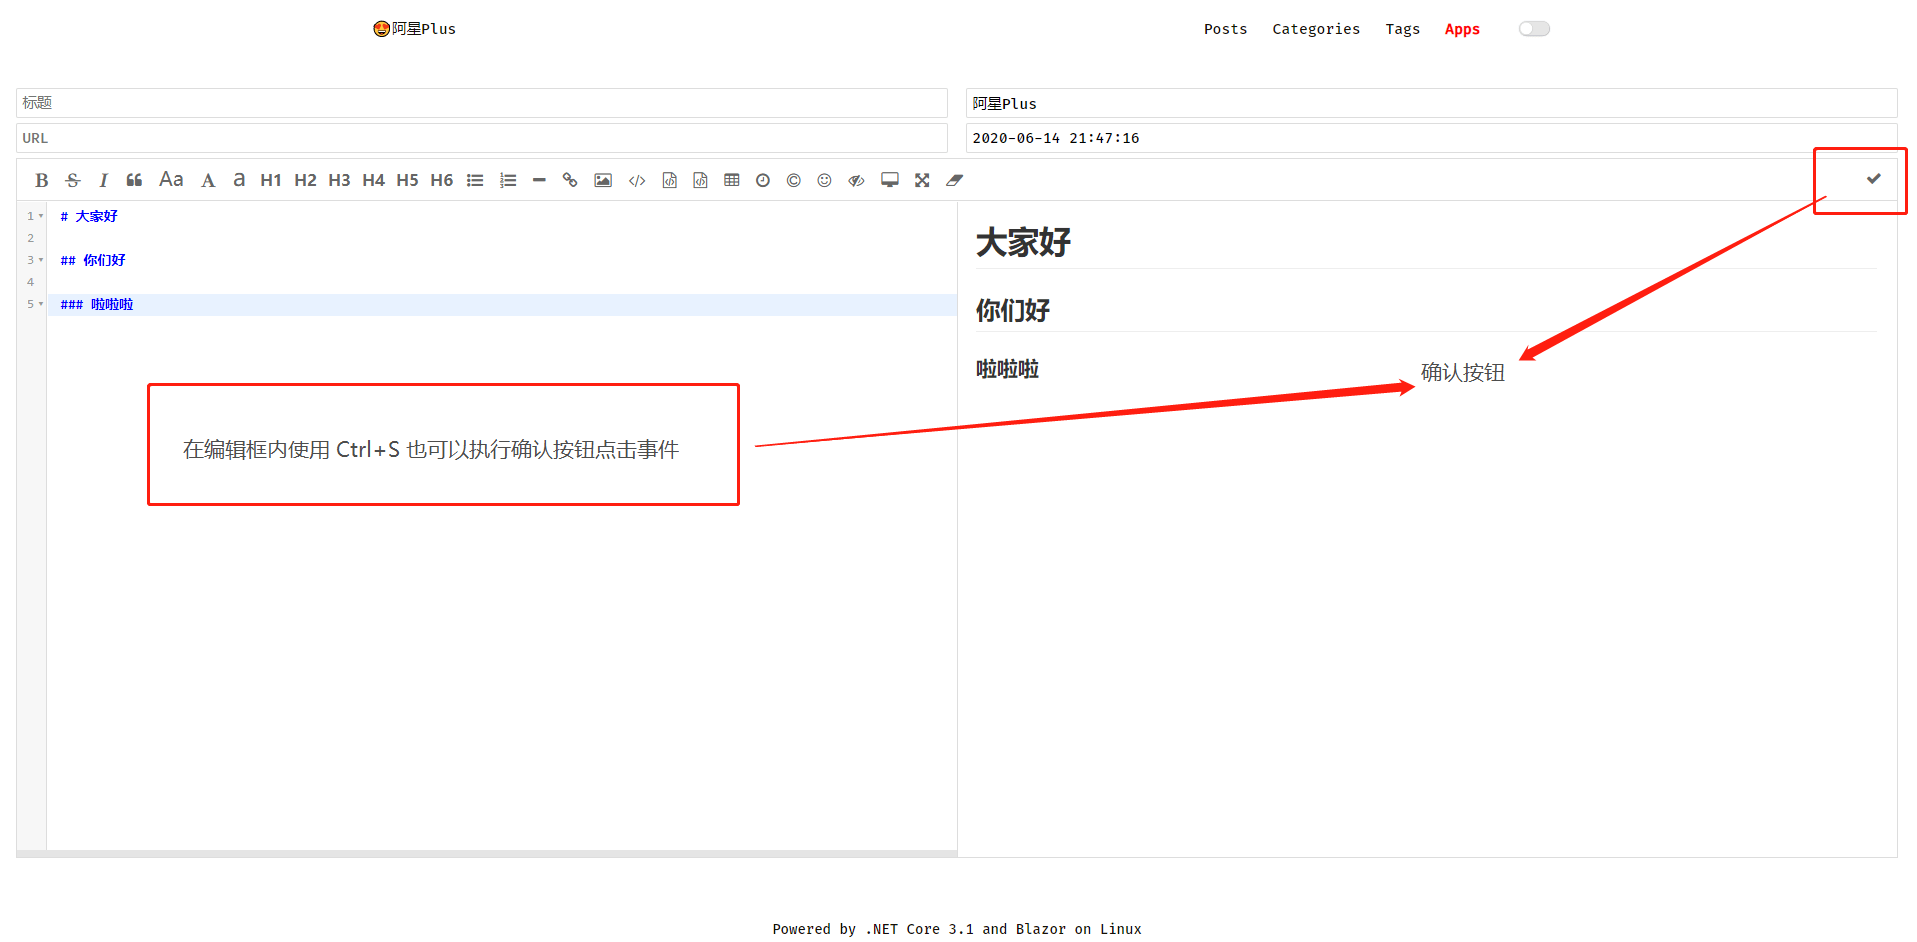 😍阿星Plus
Posts Categories Tags Apps
标题
阿星Plus
URL
2020-06-14 21:47:16
B S I Aa A a H1 H2 H3 H4 H5 H6
1 # 大家好
2
3 ## 你们好
4
5 ### 啦啦啦
大家好
你们好
啦啦啦
确认按钮
在编辑框内使用 Ctrl+S 也可以执行确认按钮点击事件
Powered by .NET Core 3.1 and Blazor on Linux